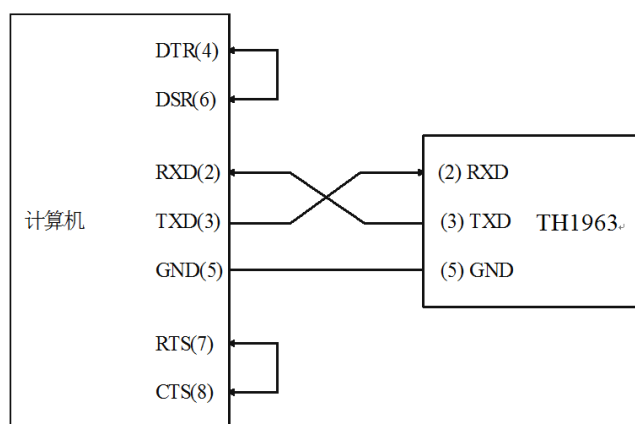 DTR(4)
DSR(6)
RXD(2)
(2) RXD
计算机
TXD(3)
(3) TXD
TH1963
GND(5)
(5) GND
RTS(7)
CTS(8)